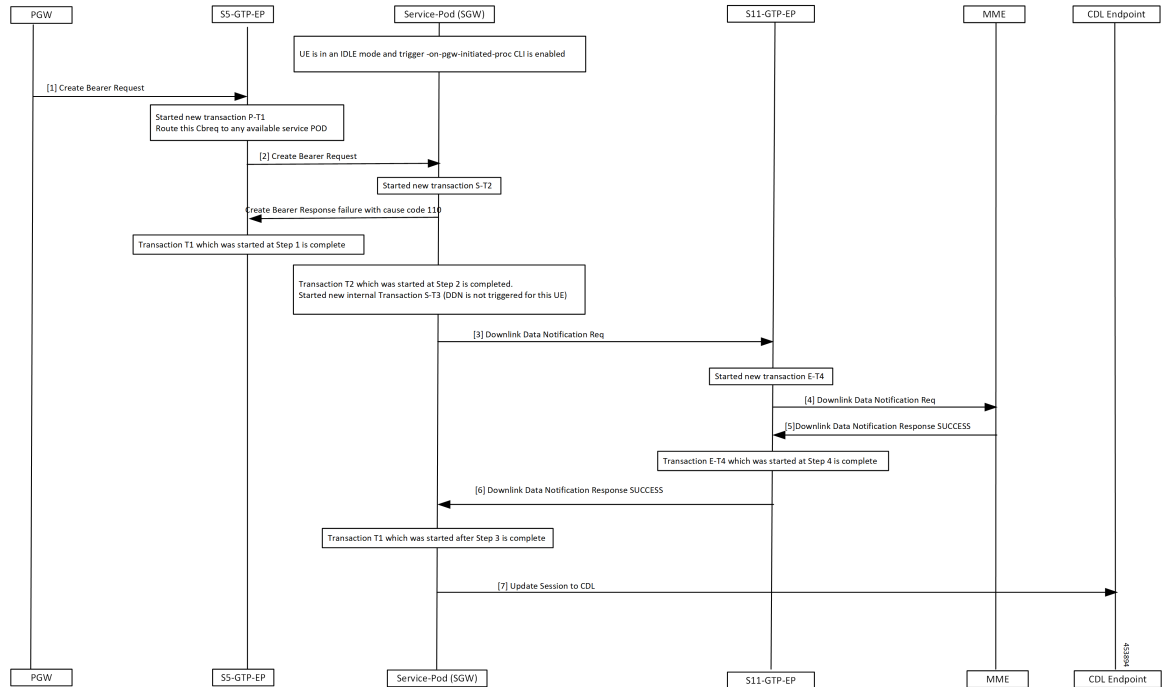 PGW
S5-GTP-EP
Service-Pod (SGW)
S11-GTP-EP
MME
CDL Endpoint
UE is in an IDLE mode and trigger -on-pgw-initiated-proc CLI is enabled
[1] Create Bearer Request
Started new transaction P-T1
Route this Cbreq to any available service POD
[2] Create Bearer Request
Started new transaction S-T2
Create Bearer Response failure with cause code 110
Transaction T1 which was started at Step 1 is complete
Transaction T2 which was started at Step 2 is completed.
Started new internal Transaction S-T3 (DDN is not triggered for this UE)
[3] Downlink Data Notification Req
Started new transaction E-T4
[4] Downlink Data Notification Req
[5]Downlink Data Notification Response SUCCESS
Transaction E-T4 which was started at Step 4 is complete
[6] Downlink Data Notification Response SUCCESS
Transaction T1 which was started after Step 3 is complete
[7] Update Session to CDL
453894
PGW
S5-GTP-EP
Service-Pod (SGW)
S11-GTP-EP
MME
CDL Endpoint